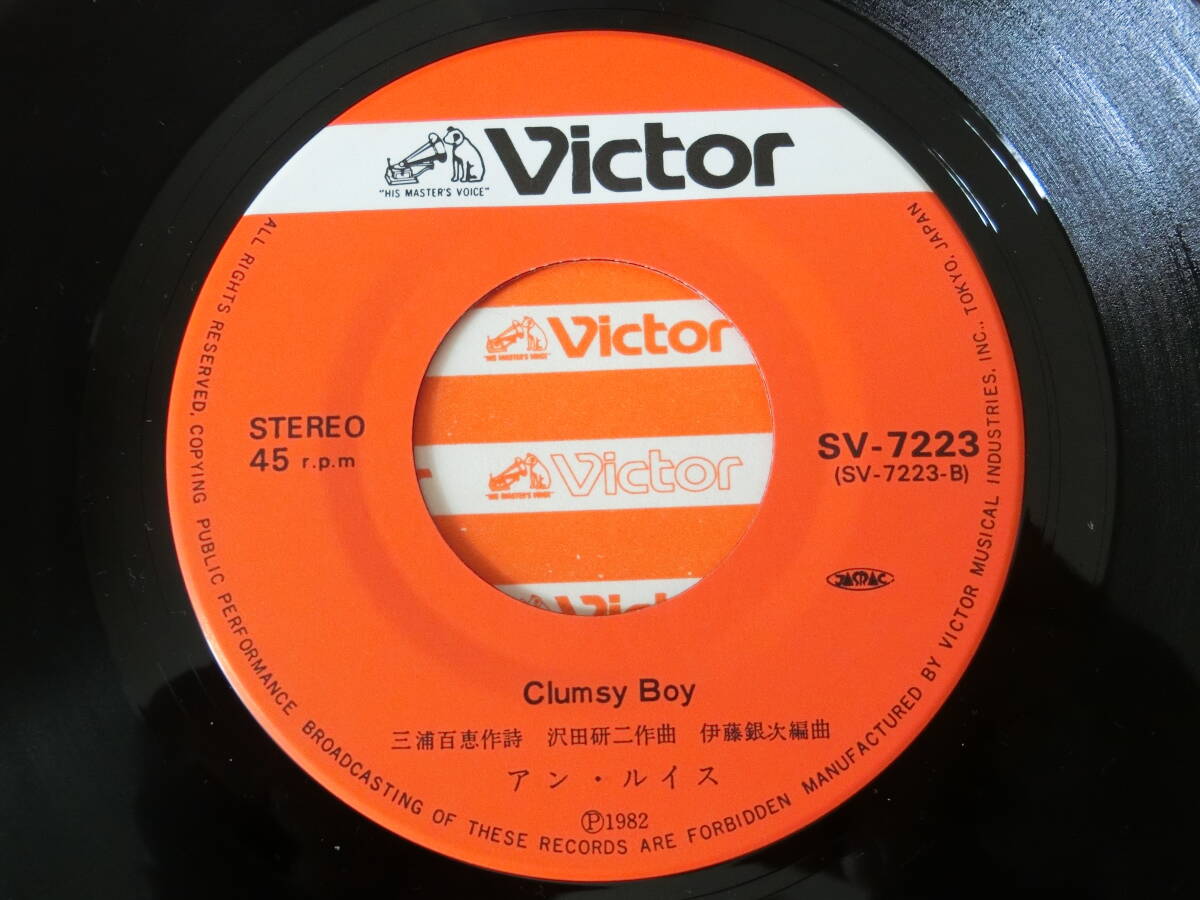 Victor
"HIS MASTER'S VOICE"
Victor
"HIS MASTER'S VOICE"
Victor
"HIS MASTER'S VOICE"
Victor
STEREO
45 r.p.m
SV-7223
(SV-7223-B)
JASRAC
Clumsy Boy
三浦百恵作詩 沢田研二作曲 伊藤銀次編曲
アン・ルイス
Ⓟ1982
ALL RIGHTS RESERVED, COPYING PUBLIC PERFORMANCE BROADCASTING OF THESE RECORDS ARE FORBIDDEN MANUFACTURED BY VICTOR MUSICAL INDUSTRIES, INC., TOKYO, JAPAN